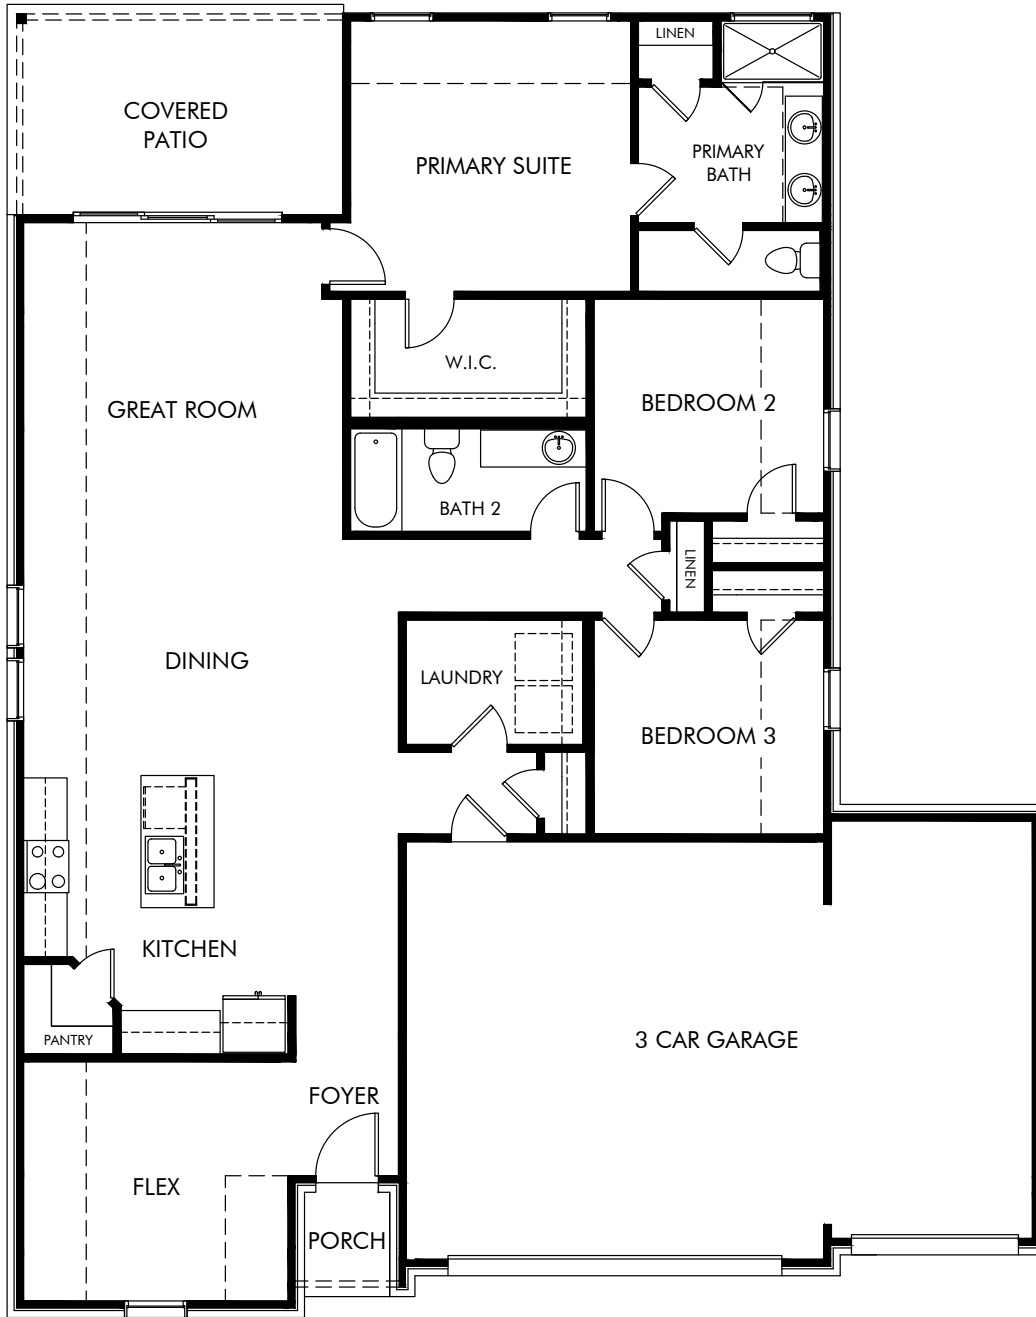 LINEN
COVERED
PATIO
PRIMARY SUITE
PRIMARY
BATH
W.I.C.
GREAT ROOM
BEDROOM 2
BATH 2
LINEN
DINING
LAUNDRY
BEDROOM 3
KITCHEN
PANTRY
3 CAR GARAGE
FOYER
FLEX
PORCH